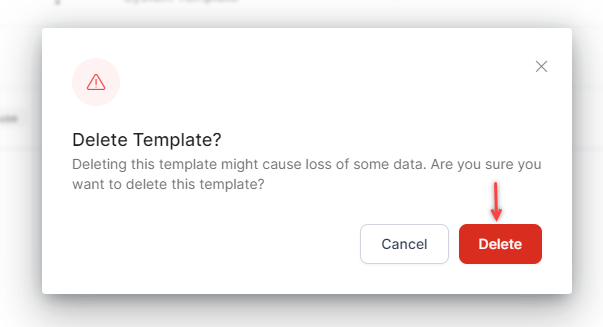 Delete Template?
Deleting this template might cause loss of some data. Are you sure you
want to delete this template?
Cancel
Delete